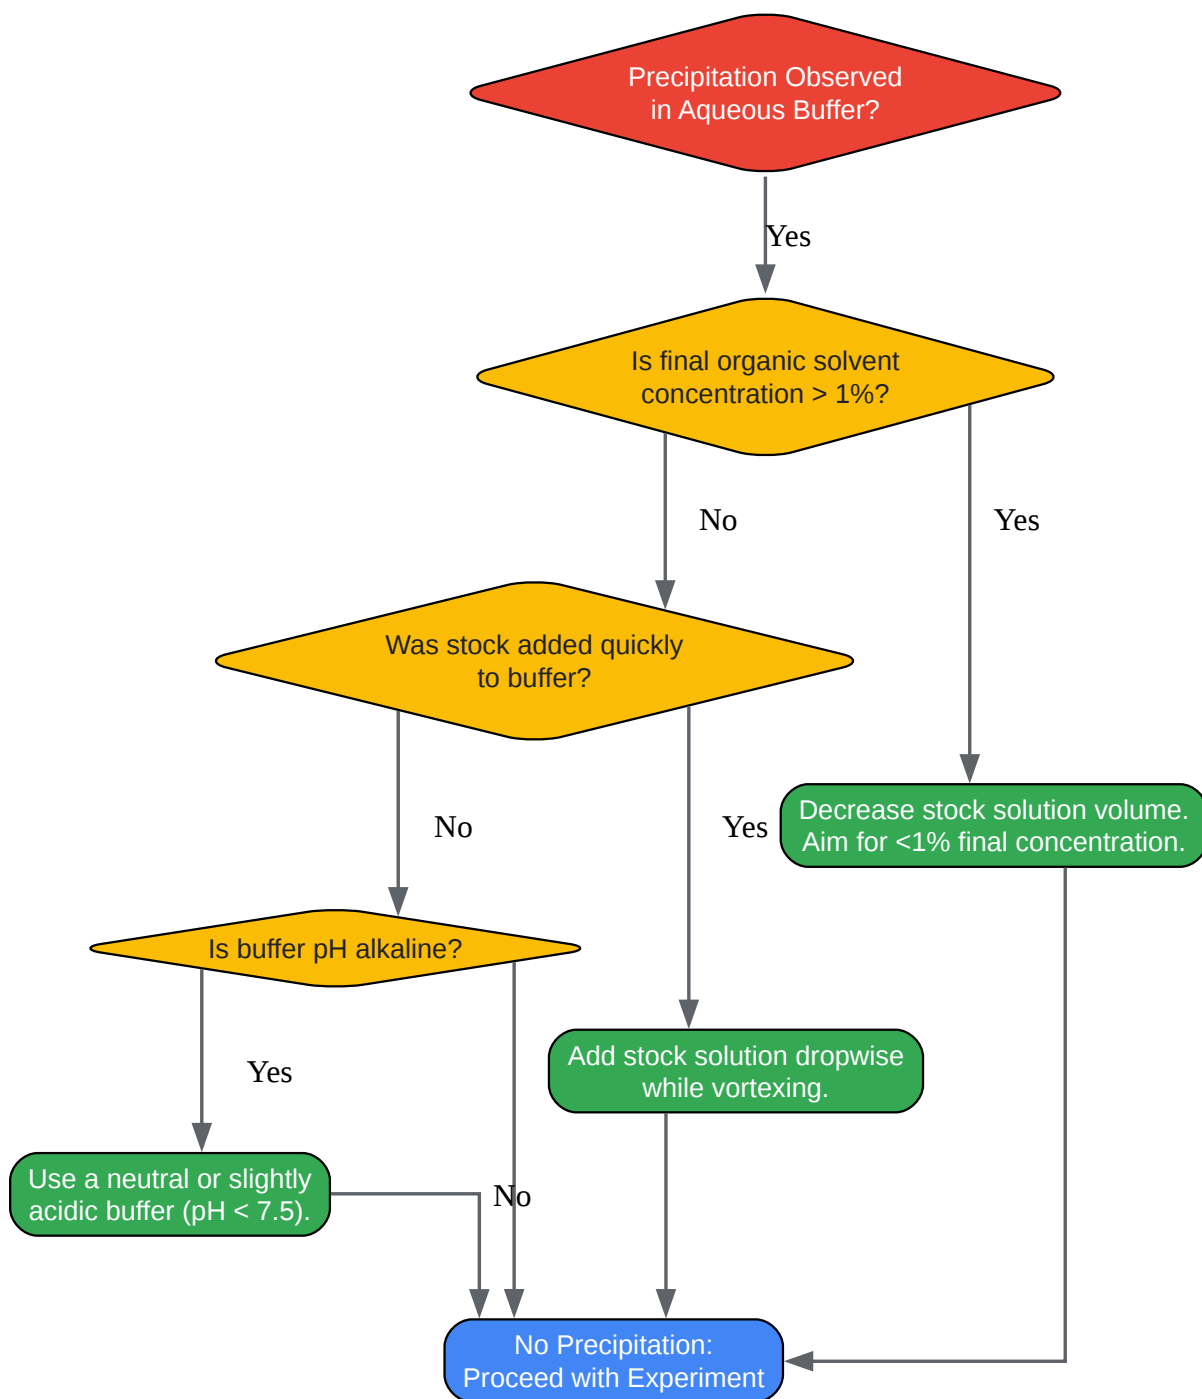 Precipitation Observed
in Aqueous Buffer?
Yes
Is final organic solvent
concentration > 1%?
No
Yes
Was stock added quickly
to buffer?
No
Yes
Decrease stock solution volume.
Aim for <1% final concentration.
Is buffer pH alkaline?
Yes
Add stock solution dropwise
while vortexing.
Use a neutral or slightly
acidic buffer (pH < 7.5).
No
No Precipitation:
Proceed with Experiment